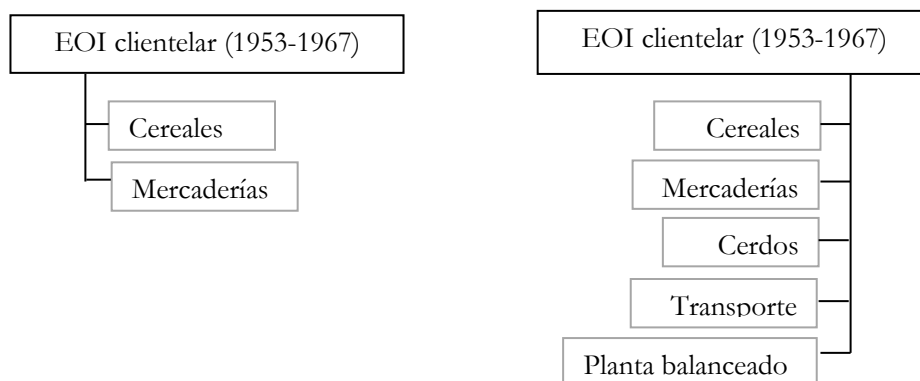 EOI clientelar (1953-1967)
Cereales
Mercaderías
EOI clientelar (1953-1967)
Cereales
Mercaderías
Cerdos
Transporte
Planta balanceado